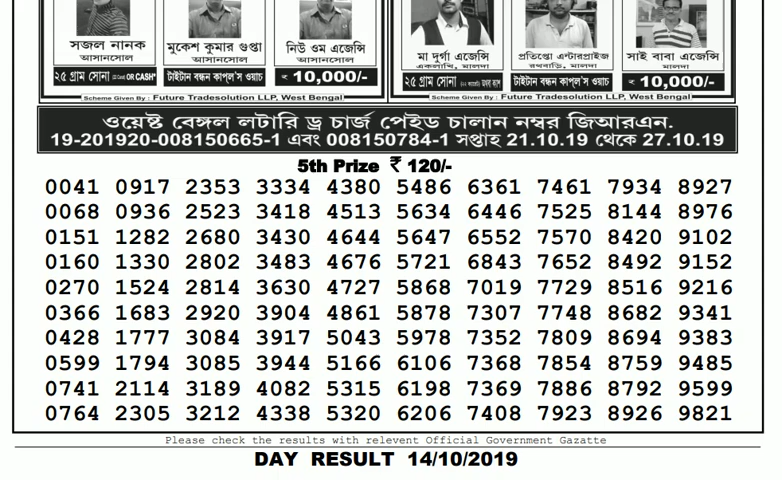 সজল নানক
আসানসোল
মুকেশ কুমার গুপ্তা
আসানসোল
নিউ ওম এজেন্সি
আসানসোল
মা দুর্গা এজেন্সি
একলাখি, মালদা
প্রতিষ্ঠা এন্টারপ্রাইজ
রথবাড়ি, মালদা
সাই বাবা এজেন্সি
মালদা
২৫ গ্রাম সোনা OR CASH*
টাইটান বন্ধন কাপ্‌ল'স ওয়াচ
₹ 10,000/-
২৫ গ্রাম সোনা
টাইটান বন্ধন কাপ্‌ল'স ওয়াচ
₹ 10,000/-
Scheme Given By : Future Tradesolution LLP, West Bengal
Scheme Given By : Future Tradesolution LLP, West Bengal
ওয়েষ্ট বেঙ্গল লটারি ড্র চার্জ পেইড চালান নম্বর জিআরএন.
19-201920-008150665-1 এবং 008150784-1 সপ্তাহ 21.10.19 থেকে 27.10.19
5th Prize ₹ 120/-
0041 0917 2353 3334 4380 5486 6361 7461 7934 8927
0068 0936 2523 3418 4513 5634 6446 7525 8144 8976
0151 1282 2680 3430 4644 5647 6552 7570 8420 9102
0160 1330 2802 3483 4676 5721 6843 7652 8492 9152
0270 1524 2814 3630 4727 5868 7019 7729 8516 9216
0366 1683 2920 3904 4861 5878 7307 7748 8682 9341
0428 1777 3084 3917 5043 5978 7352 7809 8694 9383
0599 1794 3085 3944 5166 6106 7368 7854 8759 9485
0741 2114 3189 4082 5315 6198 7369 7886 8792 9599
0764 2305 3212 4338 5320 6206 7408 7923 8926 9821
Please check the results with relevent Official Government Gazatte
DAY RESULT 14/10/2019